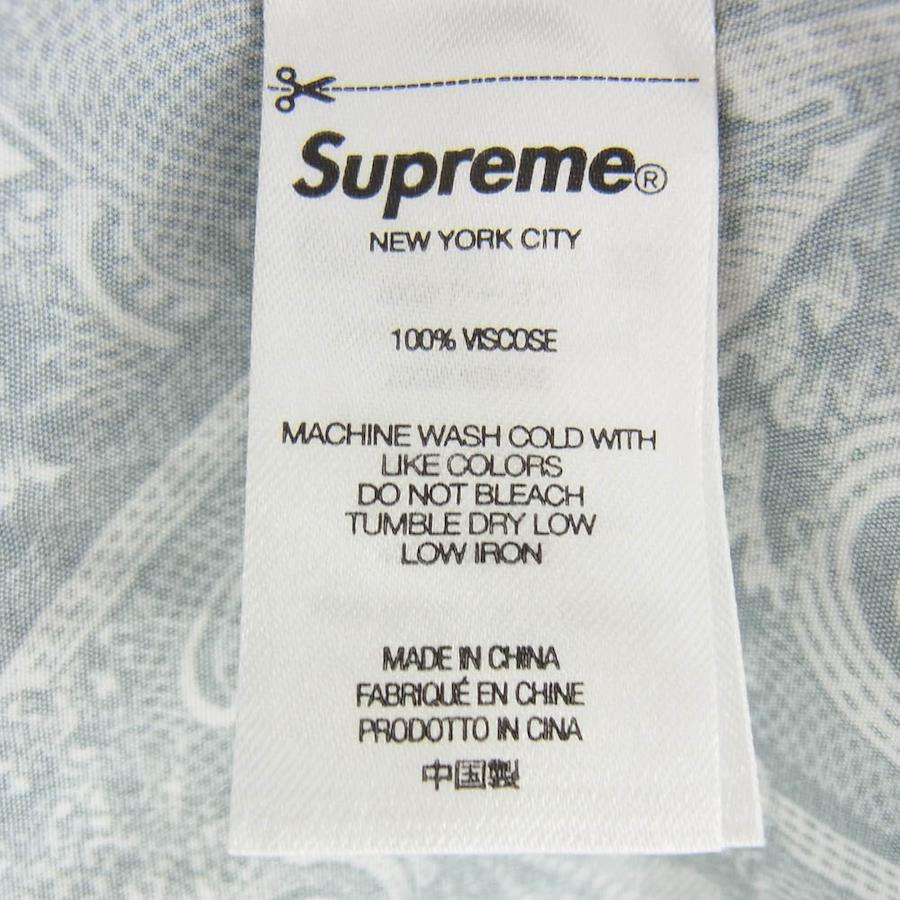 Supreme®
NEW YORK CITY
100% VISCOSE
MACHINE WASH COLD WITH
LIKE COLORS
DO NOT BLEACH
TUMBLE DRY LOW
LOW IRON
MADE IN CHINA
FABRIQUÉ EN CHINE
PRODOTTO IN CINA
中国製